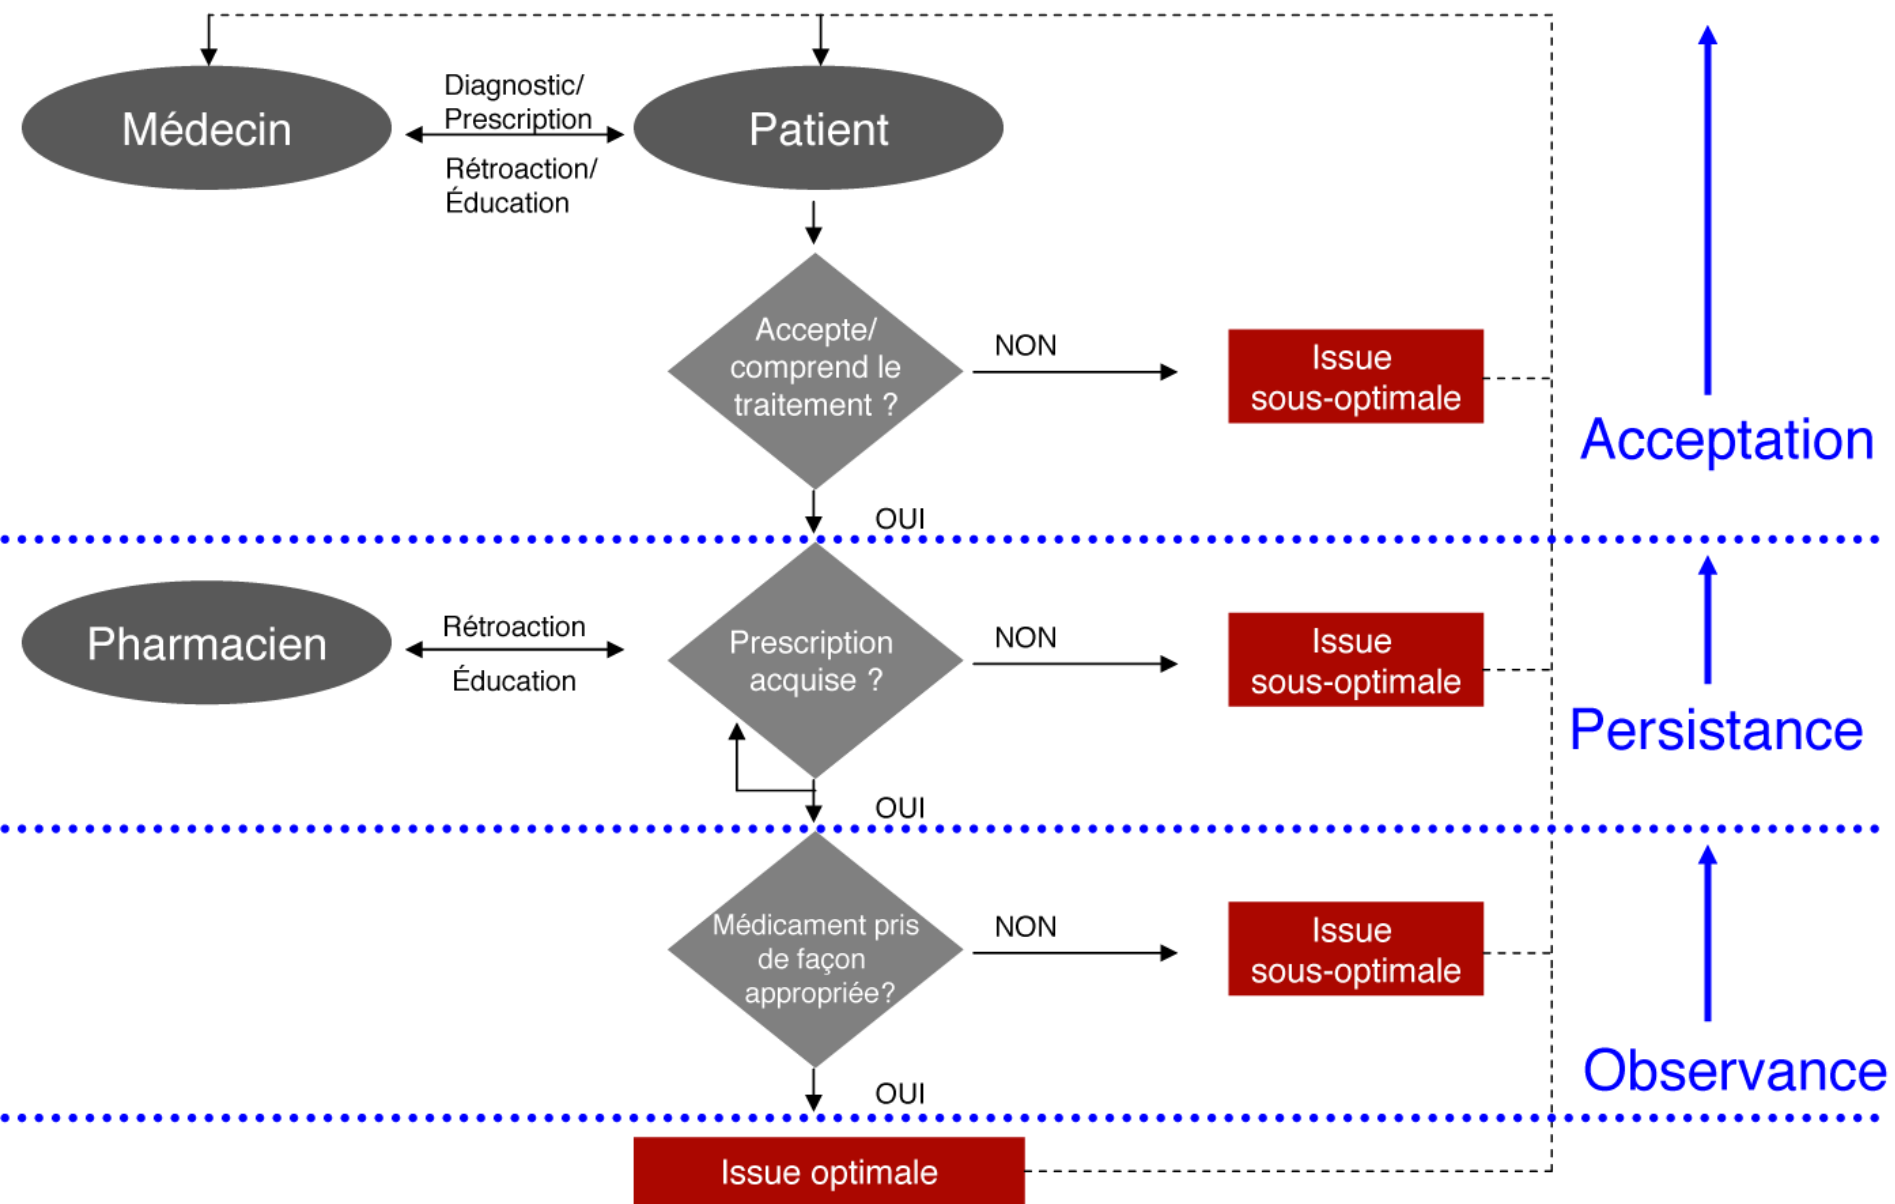 Médecin
Diagnostic/
Prescription
Rétroaction/
Éducation
Patient
Accepte/
comprend le
traitement ?
NON
Issue
sous-optimale
Acceptation
OUI
Pharmacien
Rétroaction
Éducation
Prescription
acquise ?
NON
Issue
sous-optimale
Persistance
OUI
Médicament pris
de façon
appropriée?
NON
Issue
sous-optimale
Observance
OUI
Issue optimale